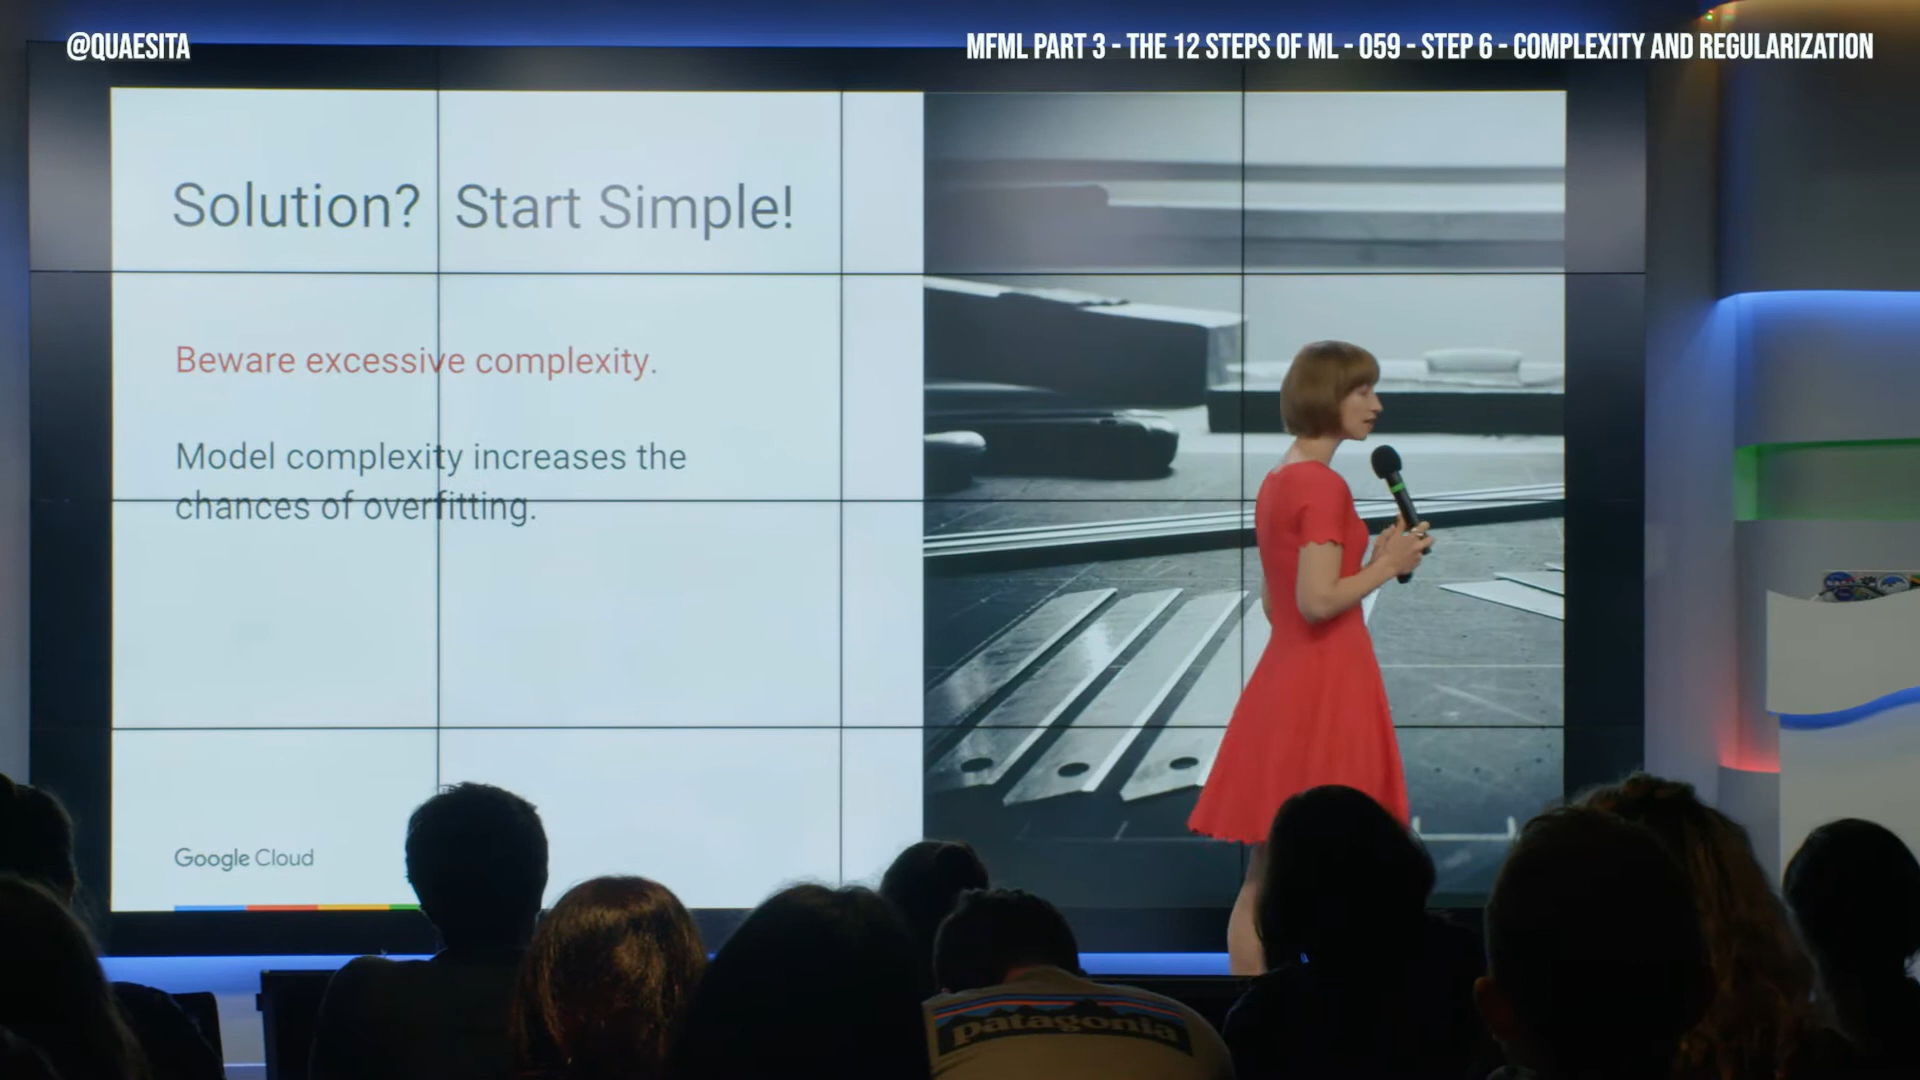 @QUAESITA
MFML PART 3 - THE 12 STEPS OF ML - 059 - STEP 6 - COMPLEXITY AND REGULARIZATION
Solution? Start Simple!
Beware excessive complexity.
Model complexity increases the
chances of overfitting.
Google Cloud
patagonia